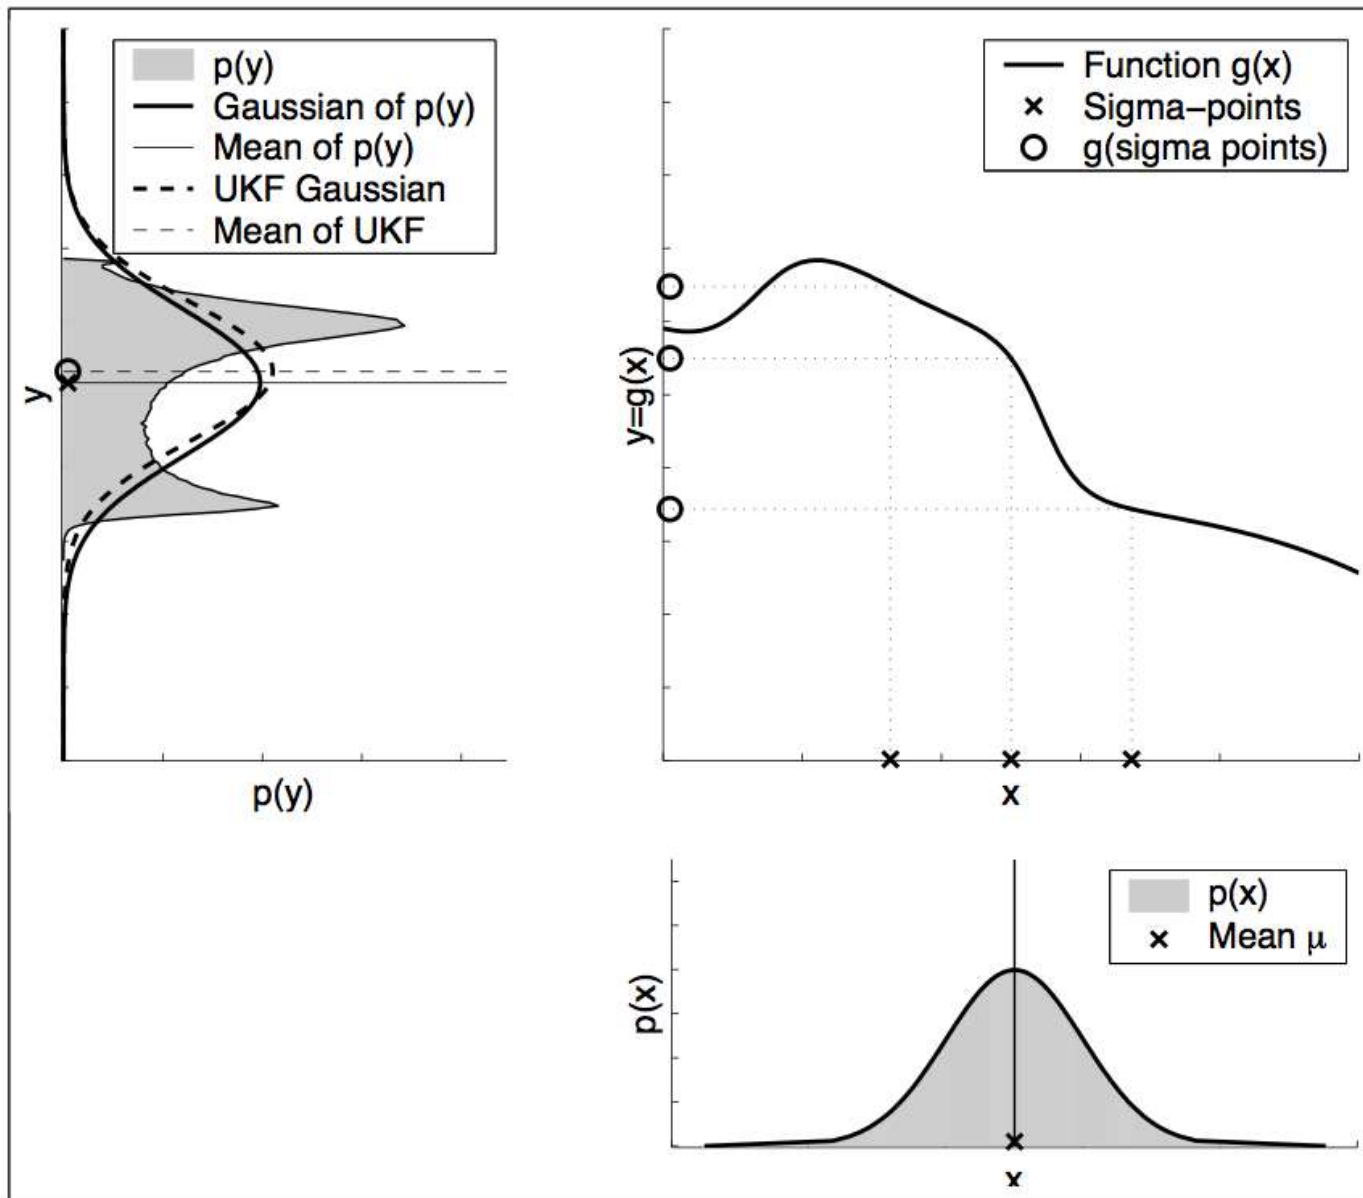 p(y)
Gaussian of p(y)
Mean of p(y)
UKF Gaussian
Mean of UKF
y
p(y)
Function g(x)
Sigma−points
g(sigma points)
y=g(x)
x
p(x)
Mean μ
p(x)
x